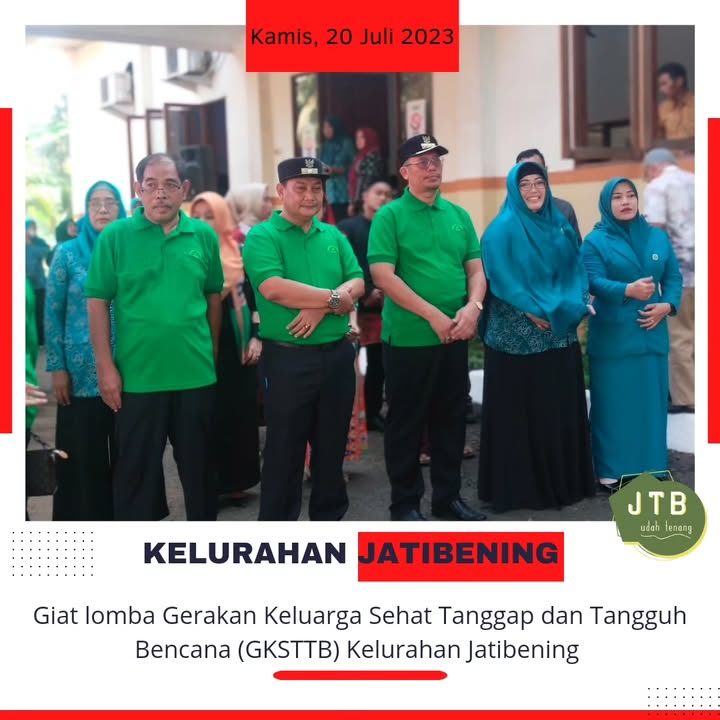 Kamis, 20 Juli 2023
JTB
udah tenang
KELURAHAN JATIBENING
Giat lomba Gerakan Keluarga Sehat Tanggap dan Tangguh
Bencana (GKSTTB) Kelurahan Jatibening